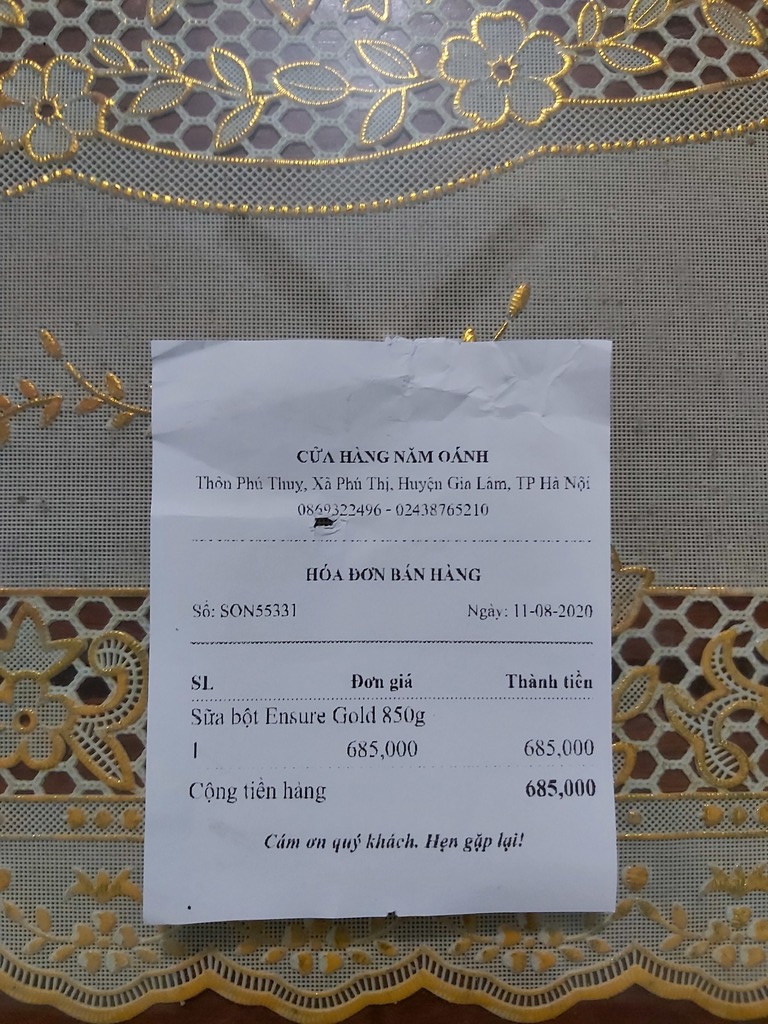 CỬA HÀNG NĂM OÁNH
Thôn Phú Thuỵ, Xã Phú Thị, Huyện Gia Lâm, TP Hà Nội
0869322496 - 02438765210
HÓA ĐƠN BÁN HÀNG
Số: SON55331 Ngày: 11-08-2020
SL Đơn giá Thành tiền
Sữa bột Ensure Gold 850g
1 685,000 685,000
Cộng tiền hàng 685,000
Cám ơn quý khách. Hẹn gặp lại!